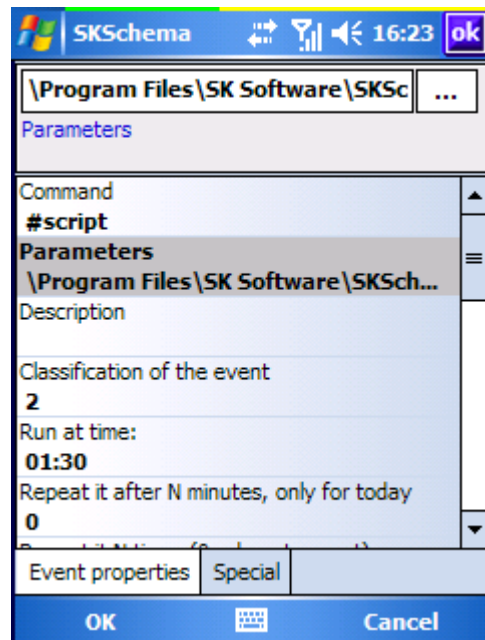 SKSchema 16:23 ok
\Program Files\SK Software\SKSc ...
Parameters
Command
#script
Parameters
\Program Files\SK Software\SKSch...
Description
Classification of the event
2
Run at time:
01:30
Repeat it after N minutes, only for today
0
Event properties Special
OK Cancel